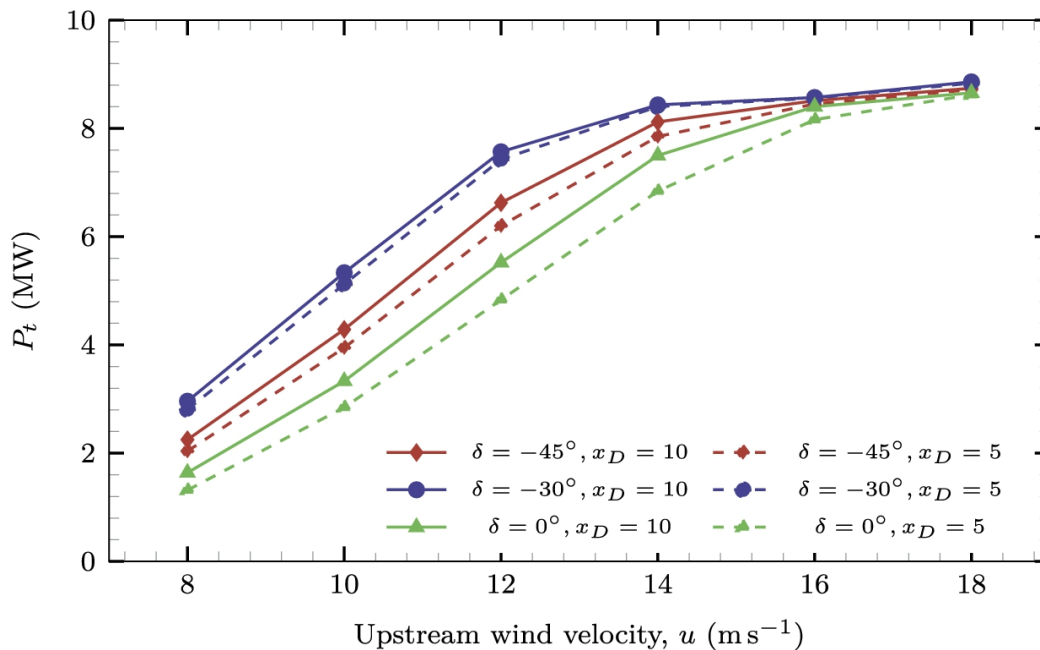 10
8
6
4
2
0
P_t (MW)
δ = −45°, x_D = 10
δ = −45°, x_D = 5
δ = −30°, x_D = 10
δ = −30°, x_D = 5
δ = 0°, x_D = 10
δ = 0°, x_D = 5
8 10 12 14 16 18
Upstream wind velocity, u (m s⁻¹)